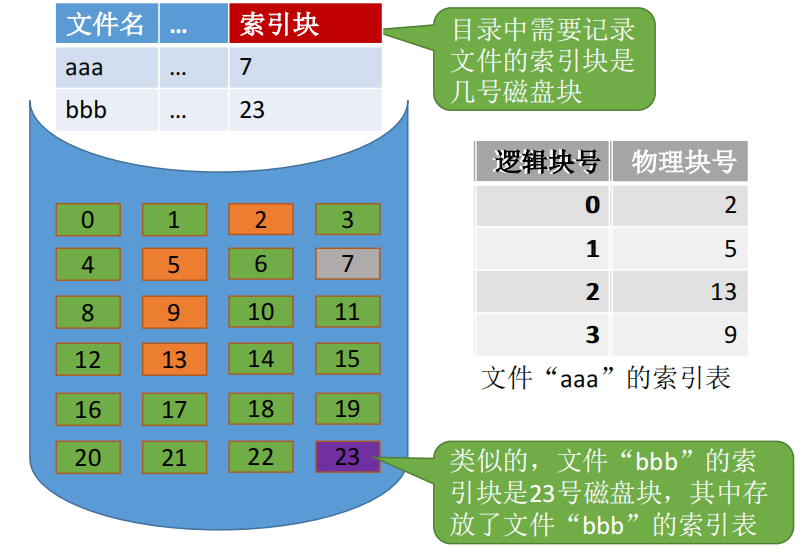 文件名 … 索引块
aaa … 7
bbb … 23
目录中需要记录
文件的索引块是
几号磁盘块
逻辑块号 物理块号
0 2
1 5
2 13
3 9
文件“aaa”的索引表
0 1 2 3
4 5 6 7
8 9 10 11
12 13 14 15
16 17 18 19
20 21 22 23
类似的，文件“bbb”的索
引块是23号磁盘块，其中存
放了文件“bbb”的索引表